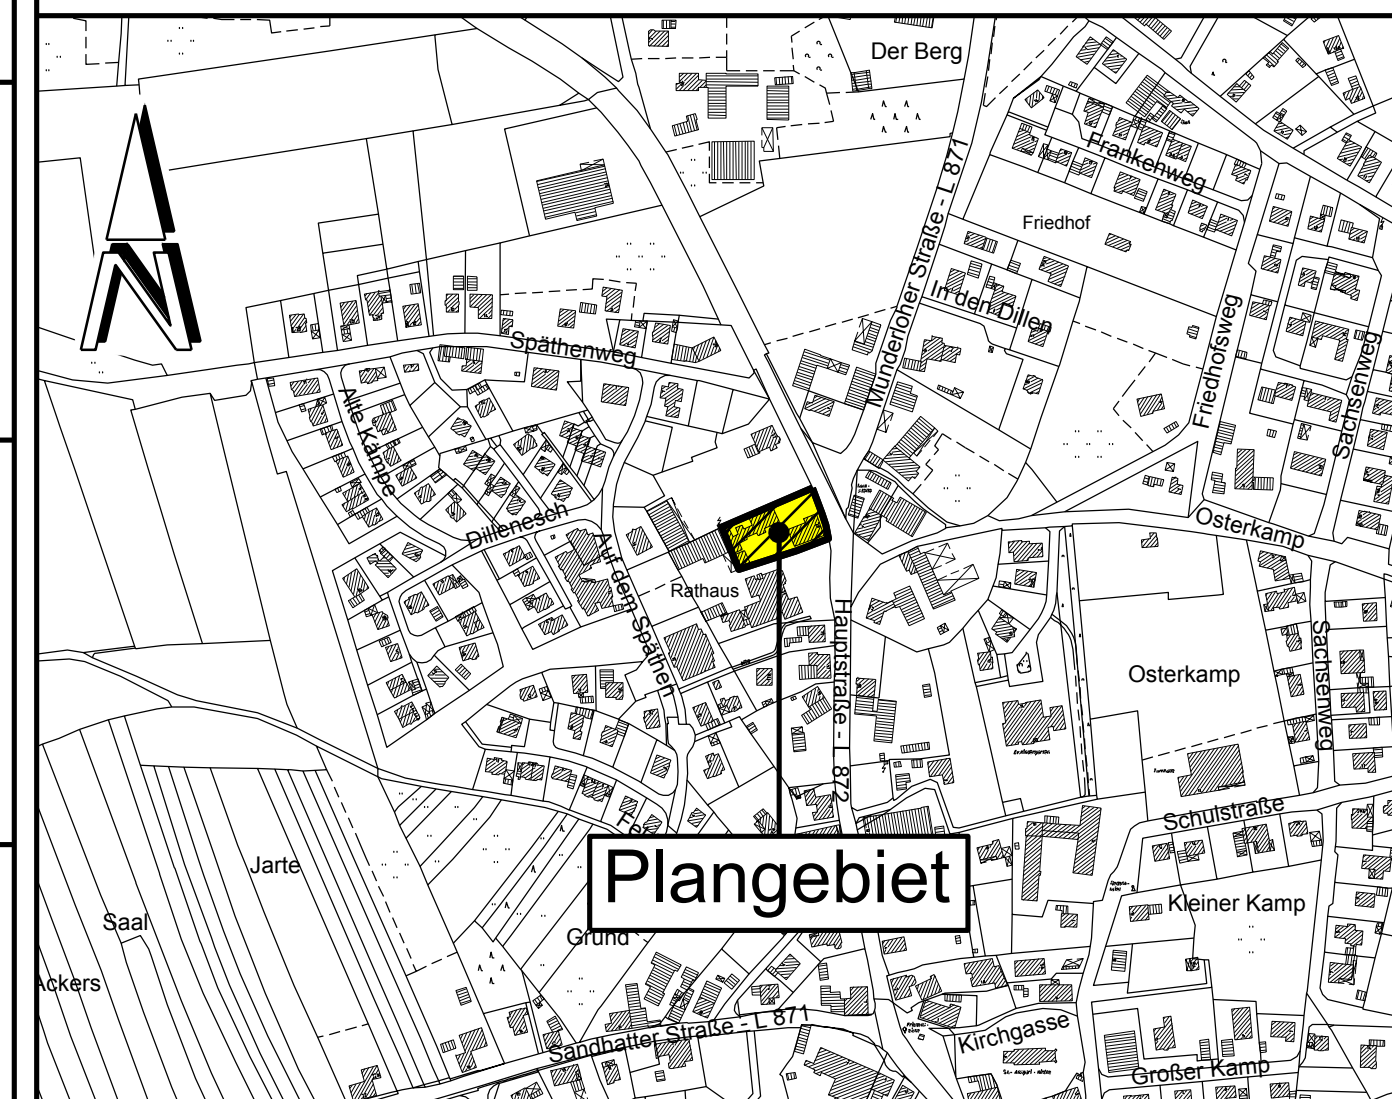 Der Berg
Frankenweg
Munderloher Straße - L 871
Friedhof
In den Dillen
Friedhofsweg
Sachsenweg
Späthenweg
Alte Kämpe
Dillenesch
Auf dem Späthen
Rathaus
Osterkamp
Hauptstraße - L 872
Osterkamp
Sachsenweg
Schulstraße
Plangebiet
Jarte
Saal
Kleiner Kamp
Grund
Ackers
Sandhatter Straße - L 871
Kirchgasse
Großer Kamp
N